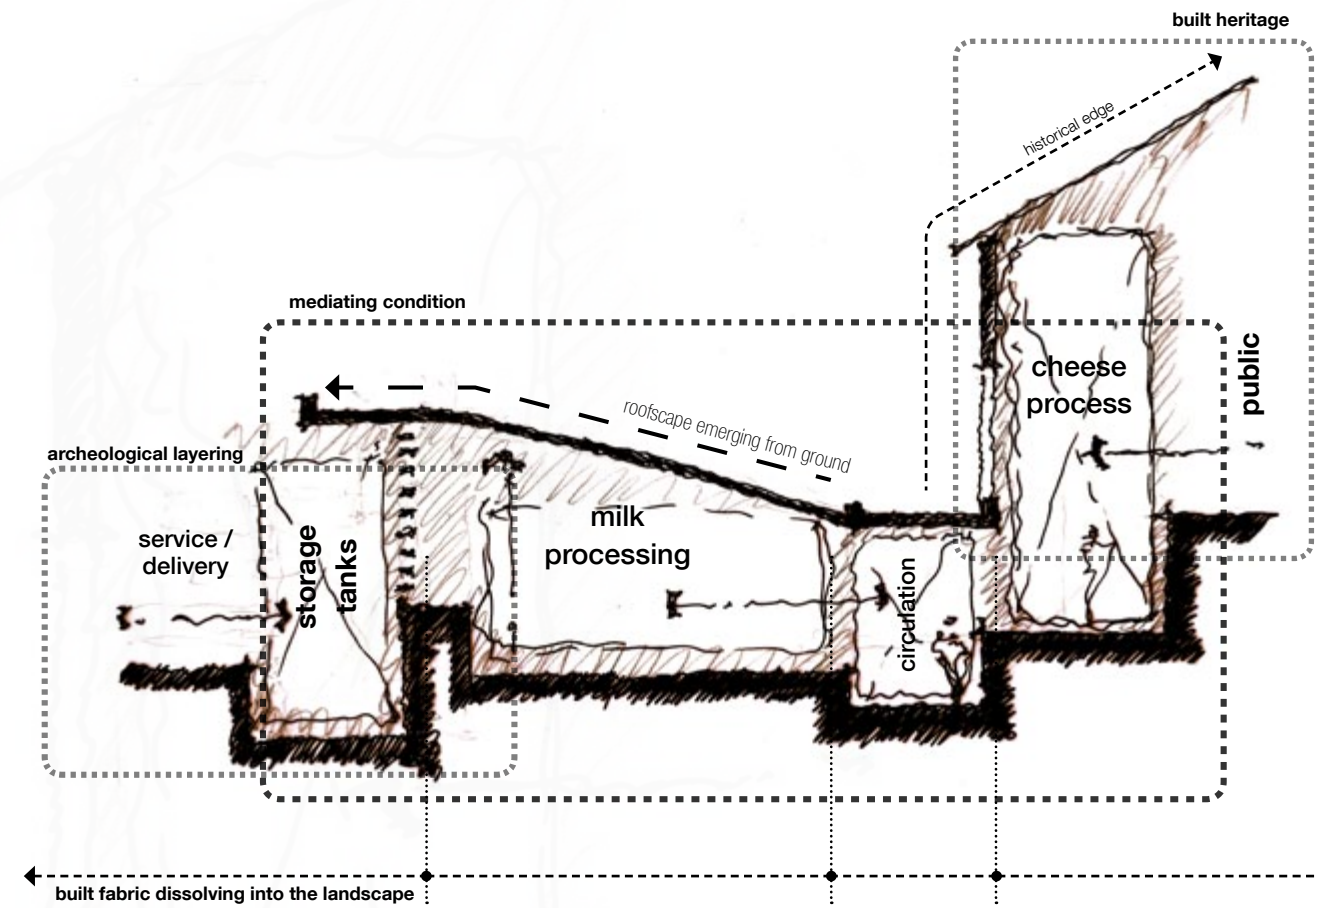 built heritage
historical edge
mediating condition
cheese
process
public
roofscape emerging from ground
archeological layering
service /
delivery
storage
tanks
milk
processing
circulation
built fabric dissolving into the landscape